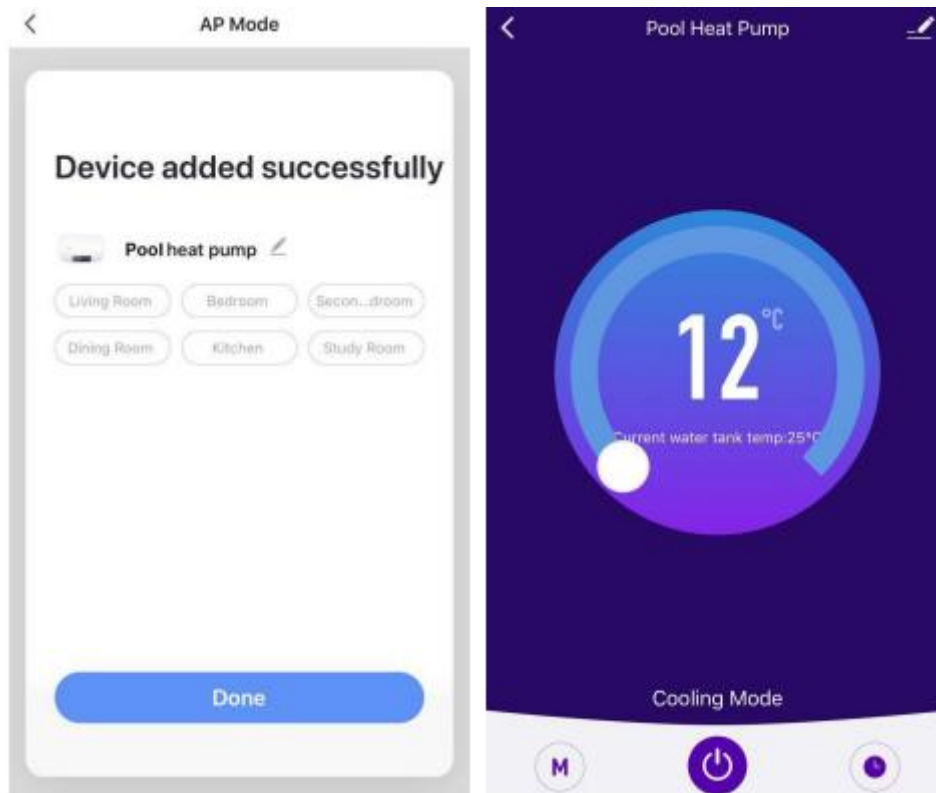 AP Mode
Device added successfully
Pool heat pump
Living Room
Bedroom
Secon...droom
Dining Room
Kitchen
Study Room
Done
Pool Heat Pump
12°C
Current water tank temp:25°C
Cooling Mode
M